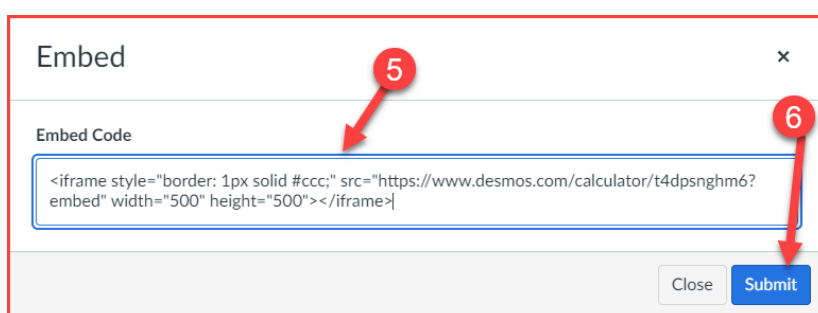 Embed
×
5
6
Embed Code
<iframe style="border: 1px solid #ccc;" src="https://www.desmos.com/calculator/t4dpsnghm6?
embed" width="500" height="500"></iframe>
Close Submit